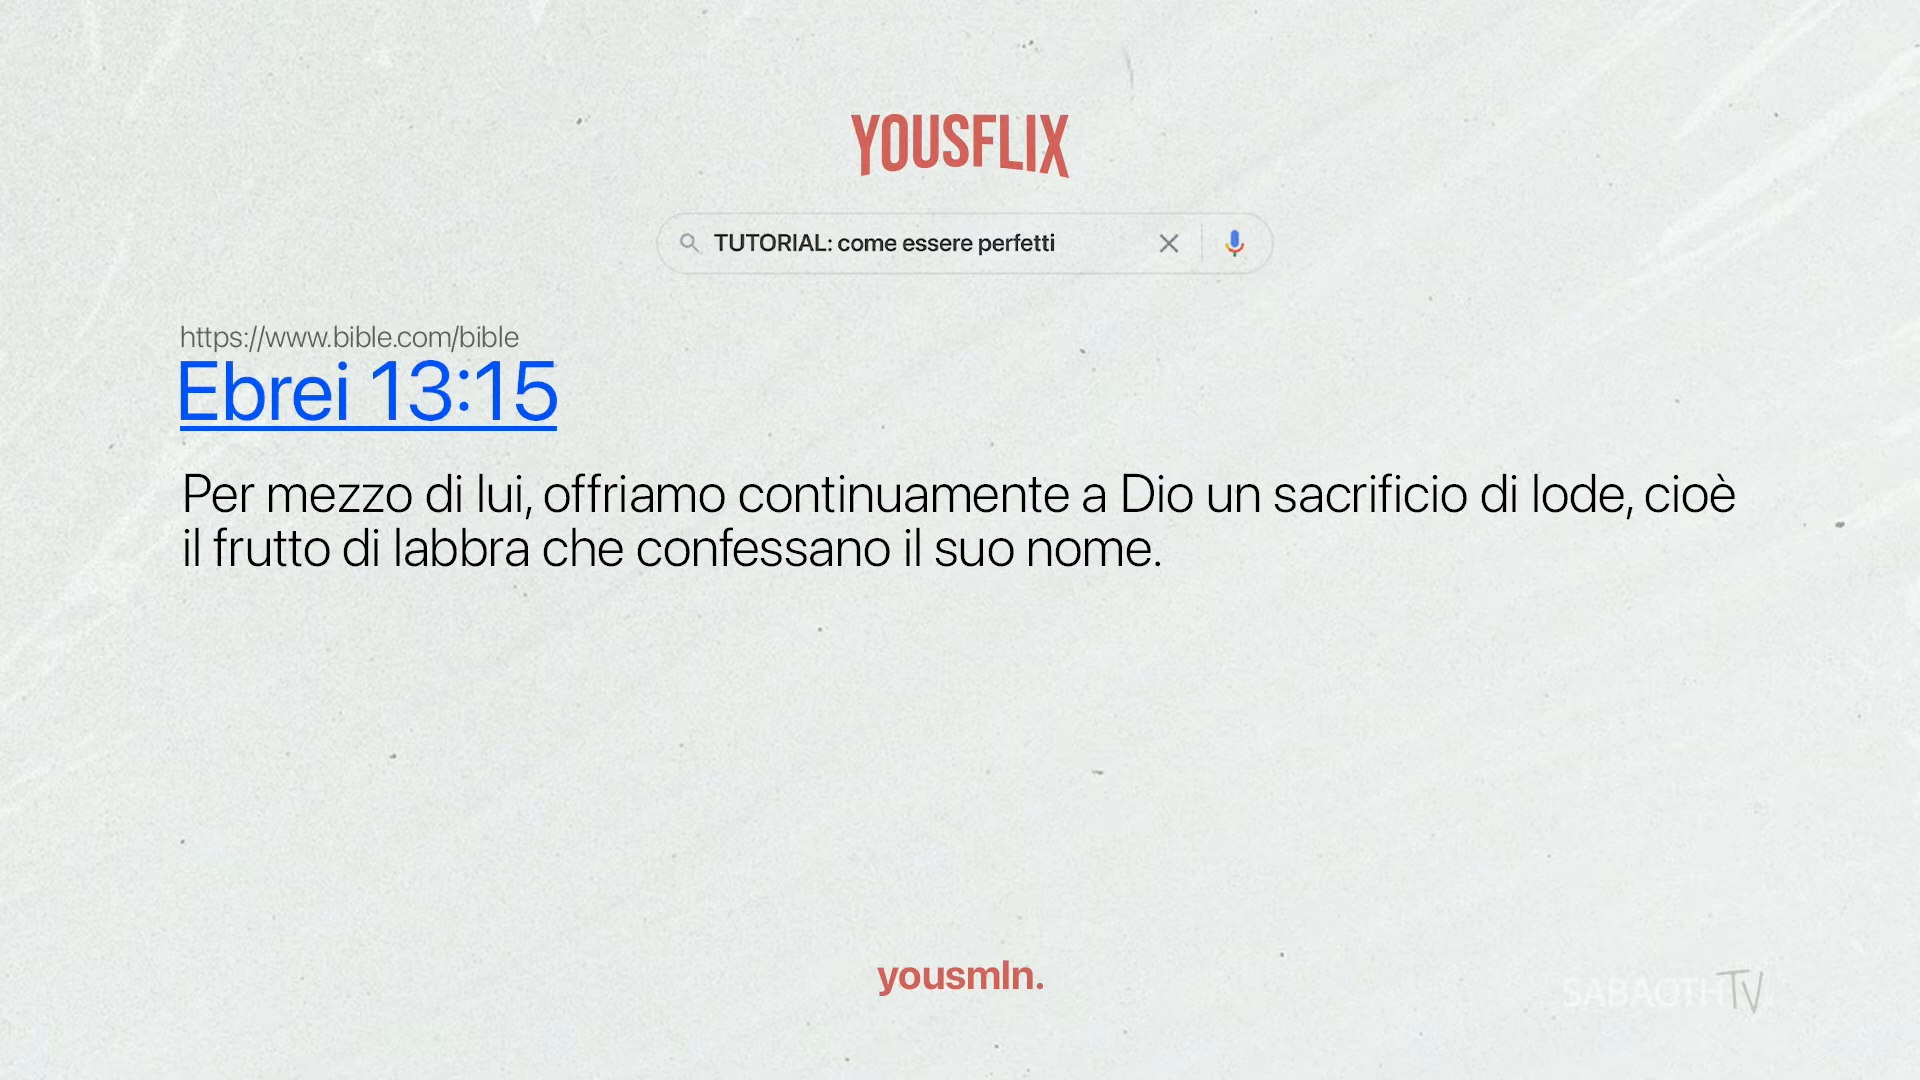 YOUSFLIX
TUTORIAL: come essere perfetti
https://www.bible.com/bible
Ebrei 13:15
Per mezzo di lui, offriamo continuamente a Dio un sacrificio di lode, cioè
il frutto di labbra che confessano il suo nome.
yousmln.
SABAOTH TV